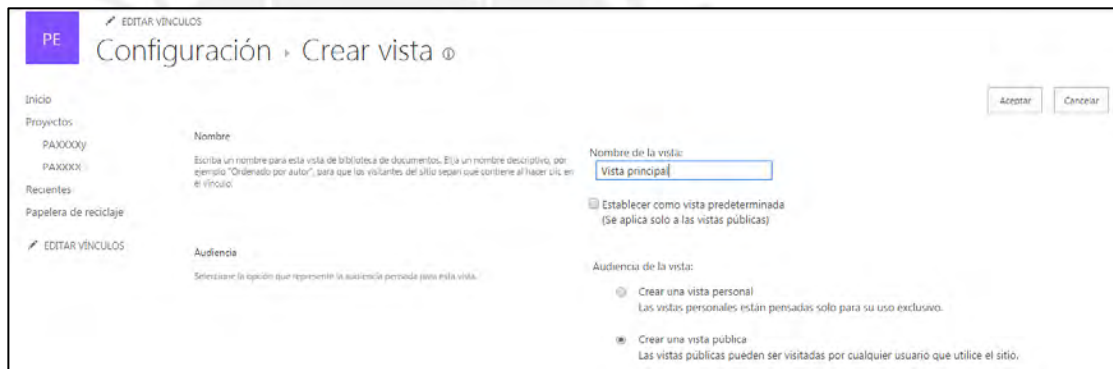 EDITAR VÍNCULOS
PE
Configuración › Crear vista
Aceptar
Cancelar
Inicio
Proyectos
PAXXXXy
PAXXXX
Recientes
Papelera de reciclaje
EDITAR VÍNCULOS
Nombre
Escriba un nombre para esta vista de biblioteca de documentos. Elija un nombre descriptivo, por
ejemplo "Ordenado por autor", para que los visitantes del sitio sepan qué contiene al hacer clic en
el vínculo.
Nombre de la vista:
Vista principal
Establecer como vista predeterminada
(Se aplica solo a las vistas públicas)
Audiencia
Seleccione la opción que represente la audiencia pensada para esta vista.
Audiencia de la vista:
Crear una vista personal
Las vistas personales están pensadas solo para su uso exclusivo.
Crear una vista pública
Las vistas públicas pueden ser visitadas por cualquier usuario que utilice el sitio.